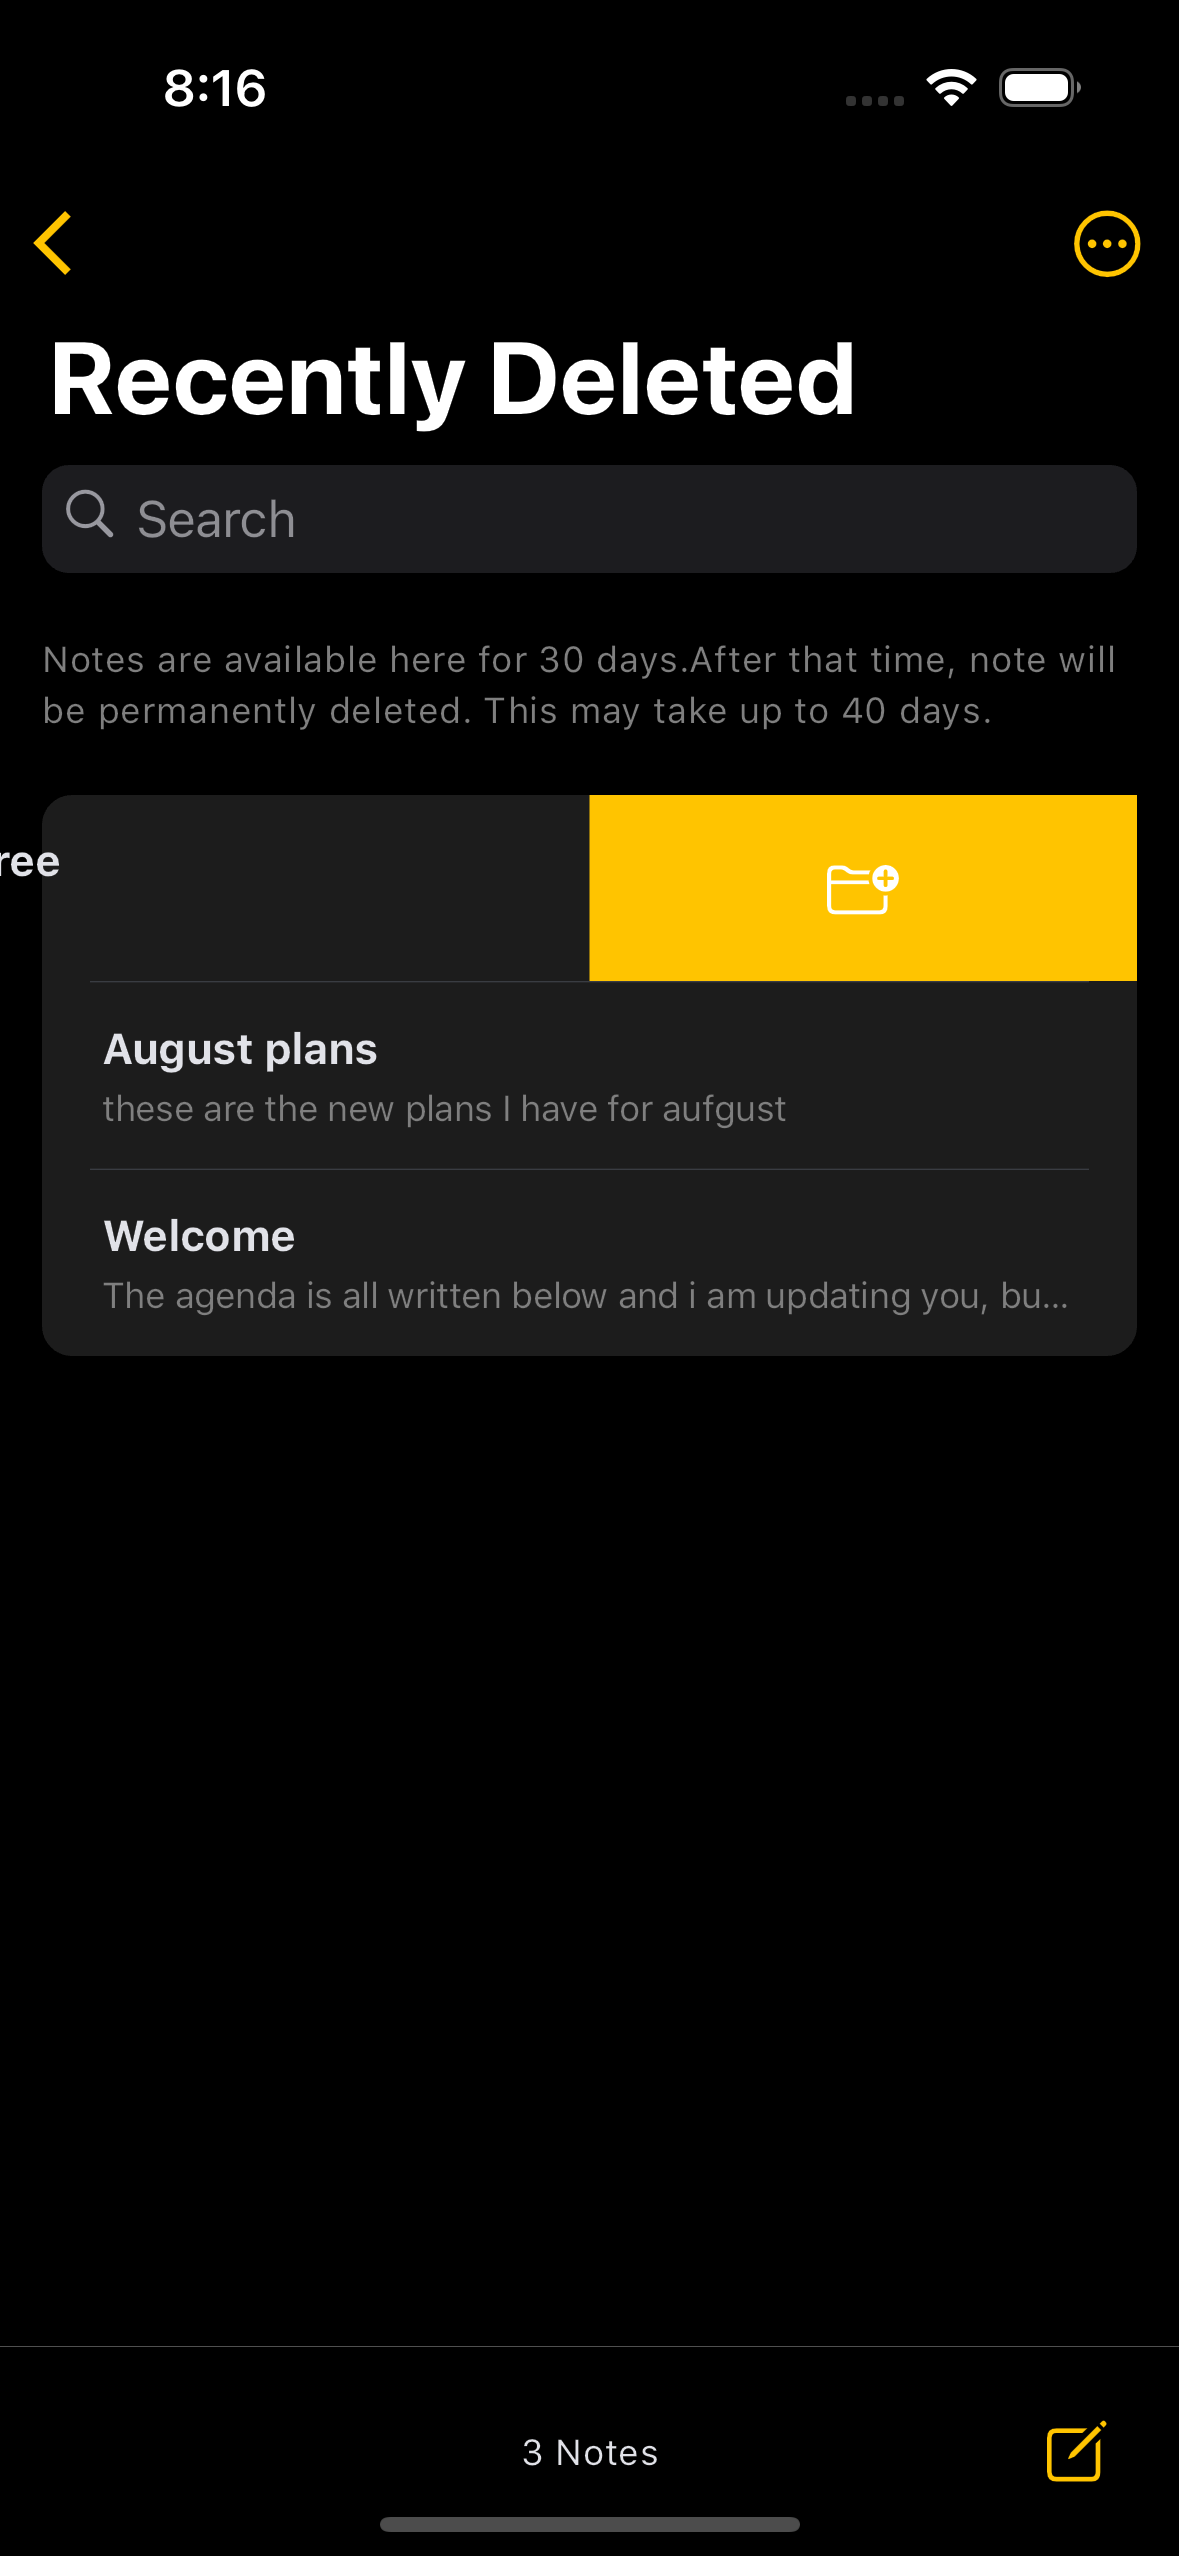 8:16
Recently Deleted
Search
Notes are available here for 30 days.After that time, note will
be permanently deleted. This may take up to 40 days.
ree
August plans
these are the new plans I have for aufgust
Welcome
The agenda is all written below and i am updating you, bu...
3 Notes